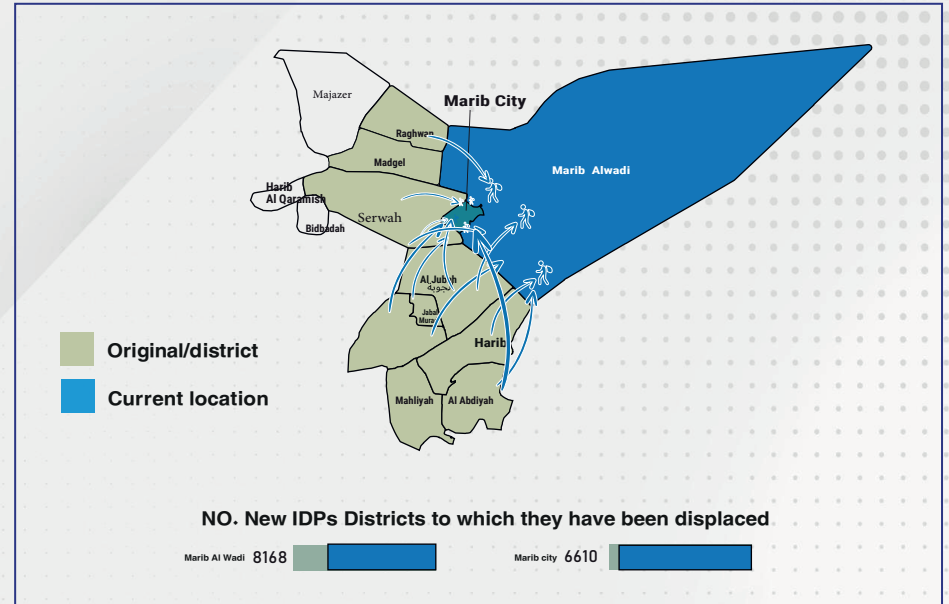 Majazer
Marib City
Raghwan
Madgel
Marib Alwadi
Harib
Al Qaramish
Serwah
Bidbadah
Al Jubah
Jabal
Harib
Mahliyah
Al Abdiyah
Original/district
Current location
NO. New IDPs Districts to which they have been displaced
Marib Al Wadi 8168
Marib city 6610